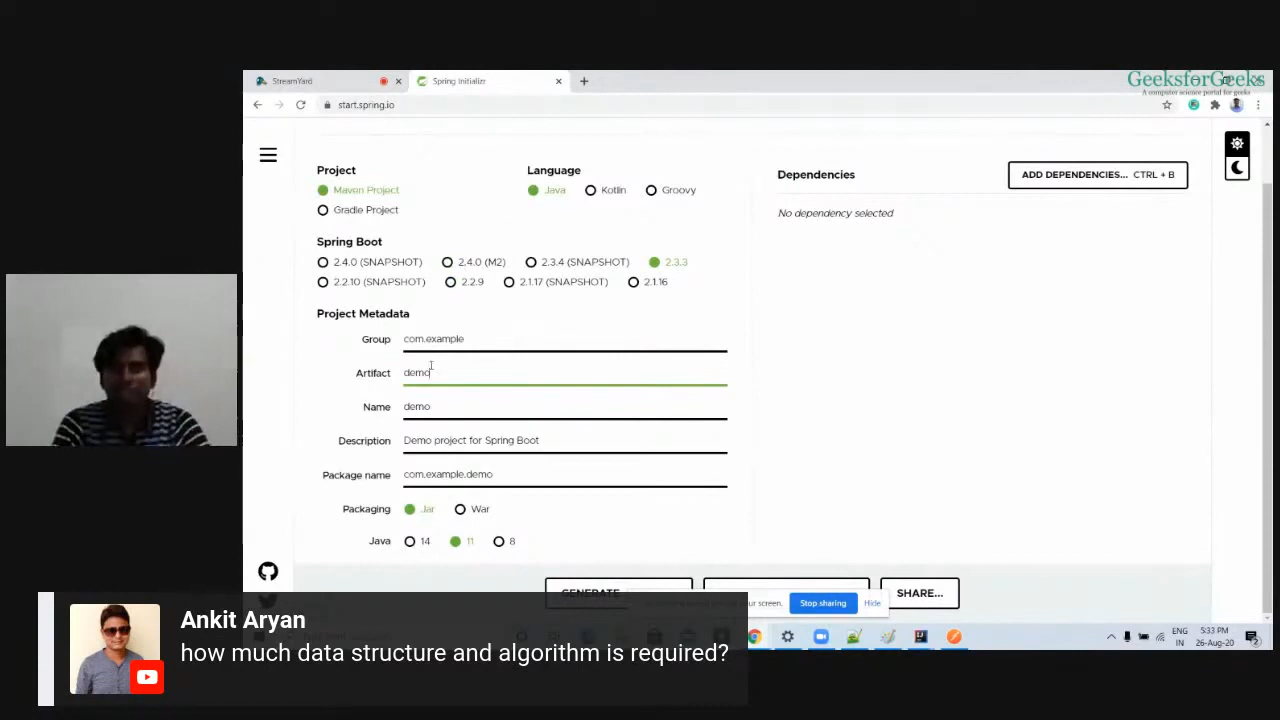 StreamYard
Spring Initializr
GeeksforGeeks
A computer science portal for geeks
start.spring.io
Project
Maven Project
Gradle Project
Language
Java Kotlin Groovy
Dependencies
ADD DEPENDENCIES... CTRL + B
No dependency selected
Spring Boot
2.4.0 (SNAPSHOT) 2.4.0 (M2) 2.3.4 (SNAPSHOT) 2.3.3
2.2.10 (SNAPSHOT) 2.2.9 2.1.17 (SNAPSHOT) 2.1.16
Project Metadata
Group com.example
Artifact demo
Name demo
Description Demo project for Spring Boot
Package name com.example.demo
Packaging Jar War
Java 14 11 8
GENERATE
SHARE...
your screen.
Stop sharing
Hide
Ankit Aryan
how much data structure and algorithm is required?
ENG
IN
5:33 PM
26-Aug-20